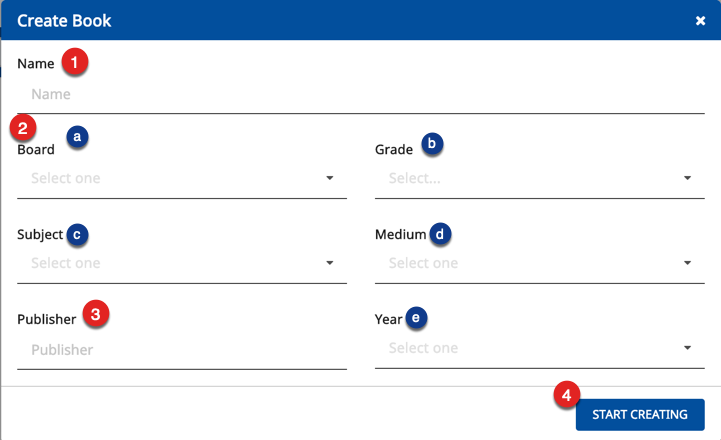 Create Book ×
Name 1
Name
2
Board a Grade b
Select one Select...
Subject c Medium d
Select one Select one
Publisher 3 Year e
Publisher Select one
4
START CREATING